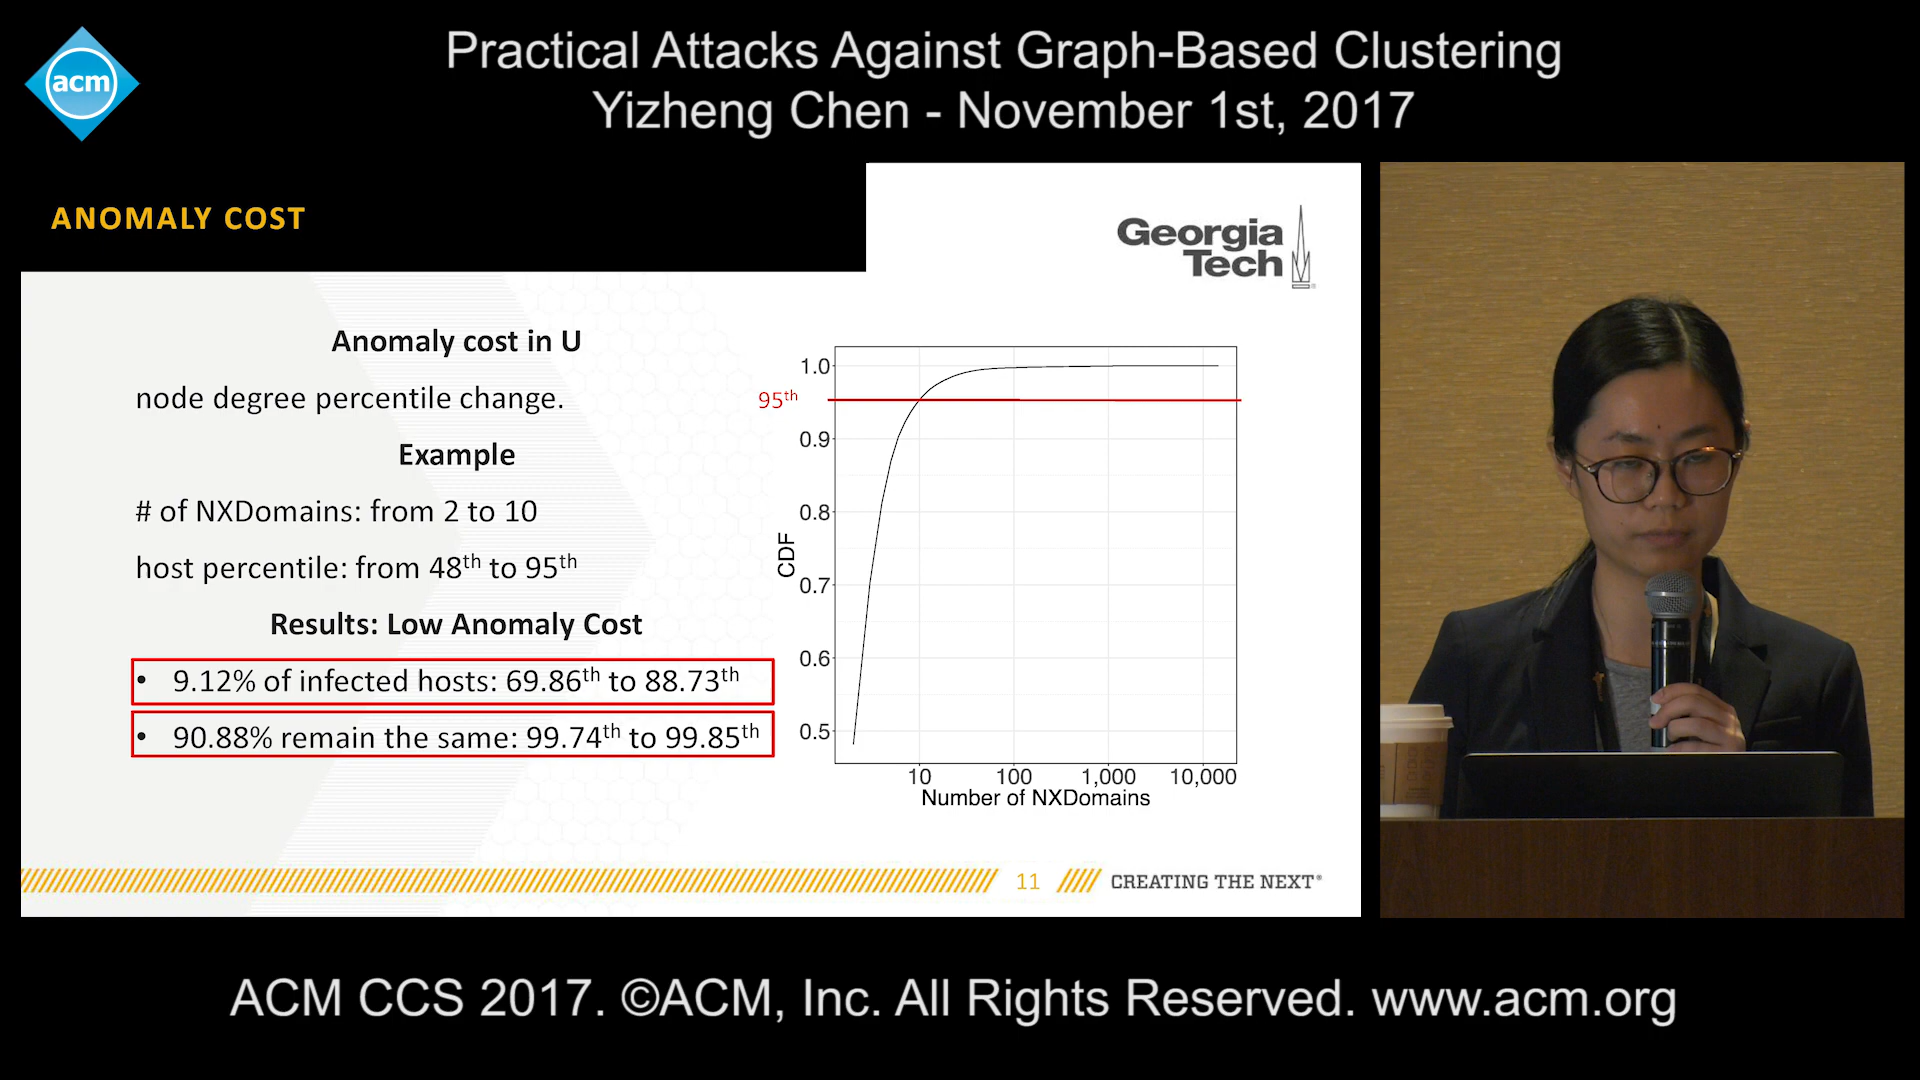 acm
Practical Attacks Against Graph-Based Clustering
Yizheng Chen - November 1st, 2017
ANOMALY COST
Georgia
Tech
Anomaly cost in U
node degree percentile change.
Example
# of NXDomains: from 2 to 10
host percentile: from 48th to 95th
Results: Low Anomaly Cost
• 9.12% of infected hosts: 69.86th to 88.73th
• 90.88% remain the same: 99.74th to 99.85th
95th
1.0
0.9
0.8
0.7
0.6
0.5
CDF
10 100 1,000 10,000
Number of NXDomains
11
CREATING THE NEXT®
ACM CCS 2017. ©ACM, Inc. All Rights Reserved. www.acm.org